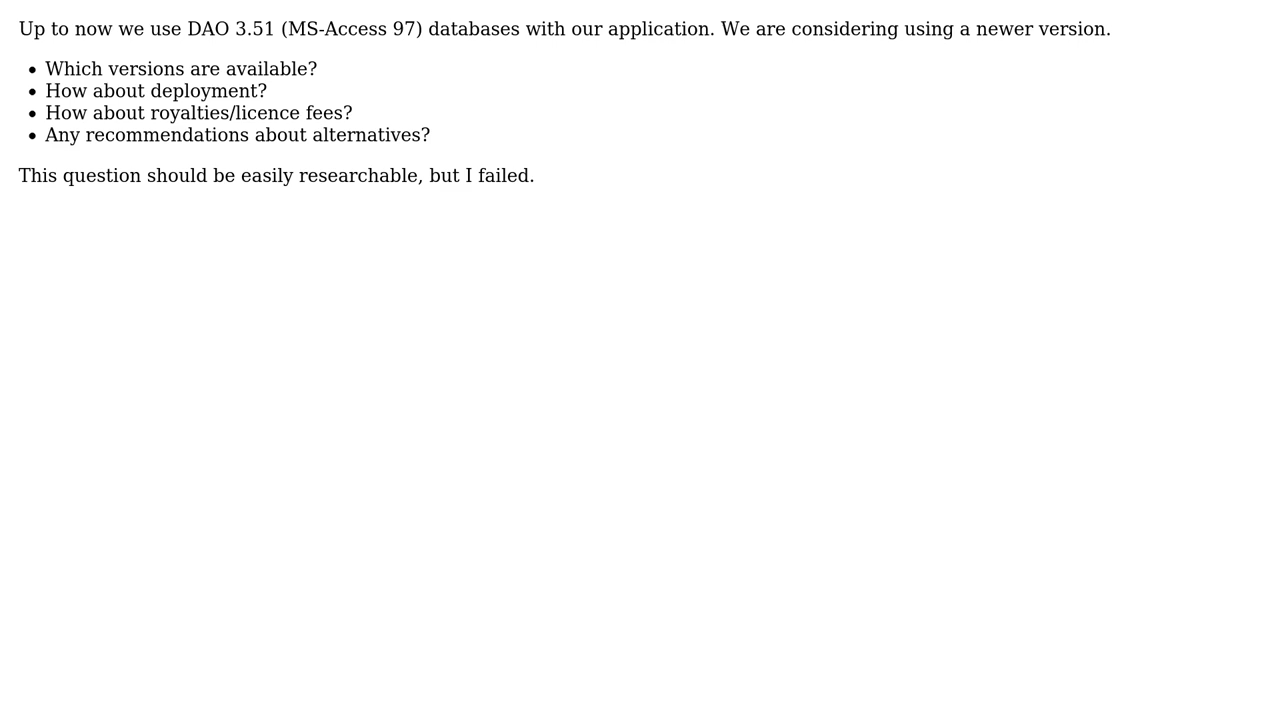 Up to now we use DAO 3.51 (MS-Access 97) databases with our application. We are considering using a newer version.
• Which versions are available?
• How about deployment?
• How about royalties/licence fees?
• Any recommendations about alternatives?
This question should be easily researchable, but I failed.